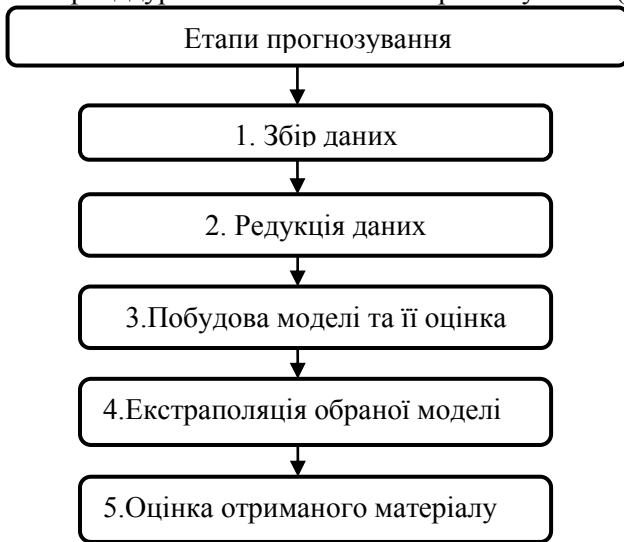 Етапи прогнозування
1. Збір даних
2. Редукція даних
3.Побудова моделі та її оцінка
4.Екстраполяція обраної моделі
5.Оцінка отриманого матеріалу